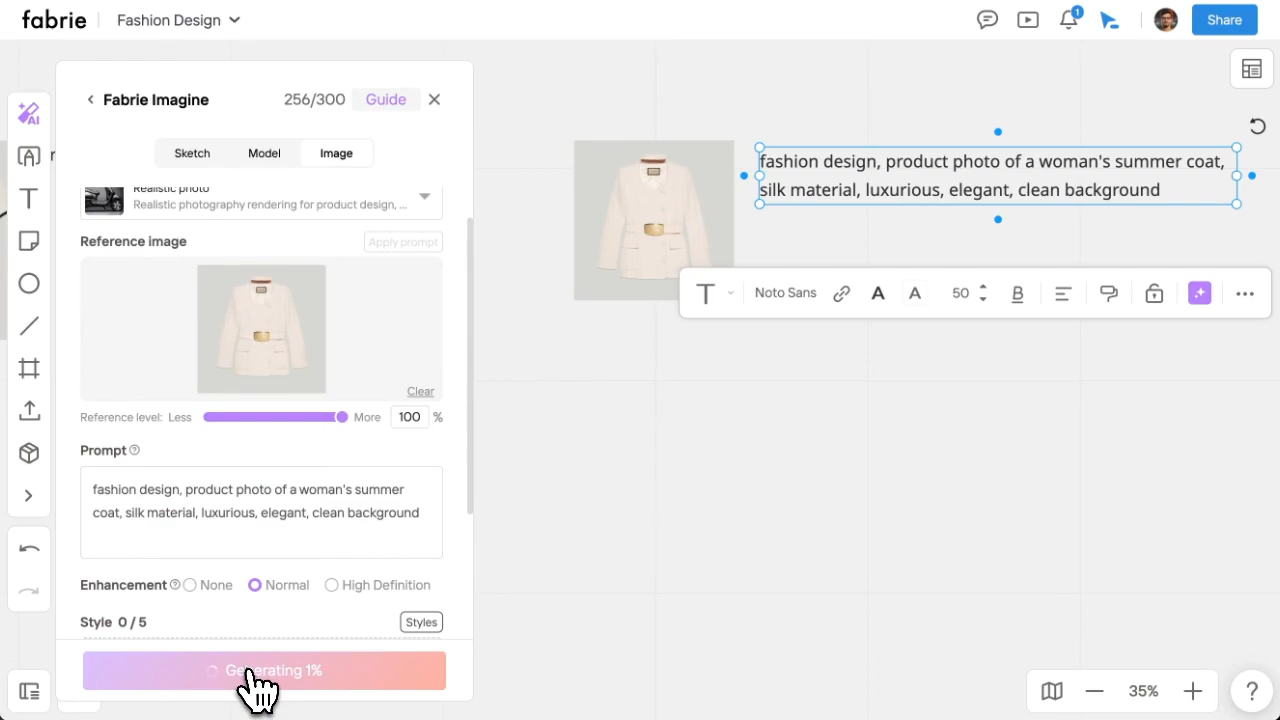 fabrie
Fashion Design
1
Share
Fabrie Imagine
256/300
Guide
Sketch
Model
Image
Realistic photo
Realistic photography rendering for product design, ...
Reference image
Apply prompt
Clear
Reference level: Less
More
100
%
Prompt
fashion design, product photo of a woman's summer
coat, silk material, luxurious, elegant, clean background
Enhancement
None
Normal
High Definition
Style 0 / 5
Styles
Generating 1%
AI
fashion design, product photo of a woman's summer coat,
silk material, luxurious, elegant, clean background
Noto Sans
50
35%